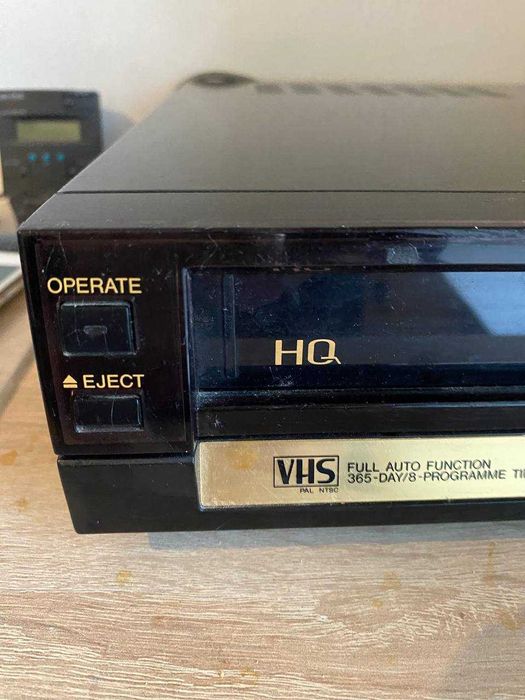 OPERATE
⏏ EJECT
HQ
VHS
PAL NTSC
FULL AUTO FUNCTION
365-DAY/8-PROGRAMME